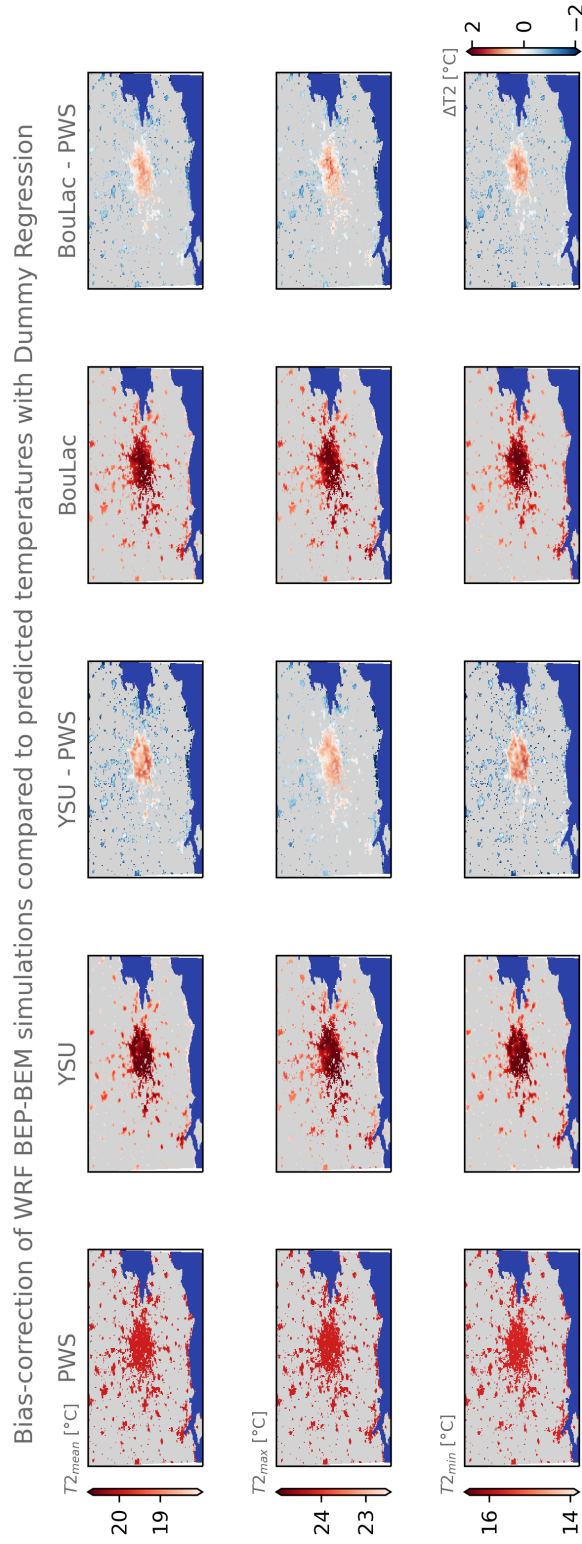 Bias-correction of WRF BEP-BEM simulations compared to predicted temperatures with Dummy Regression
PWS
YSU
YSU - PWS
BouLac
BouLac - PWS
T2mean [°C]
20
19
T2max [°C]
24
23
T2min [°C]
16
14
ΔT2 [°C]
2
0
−2